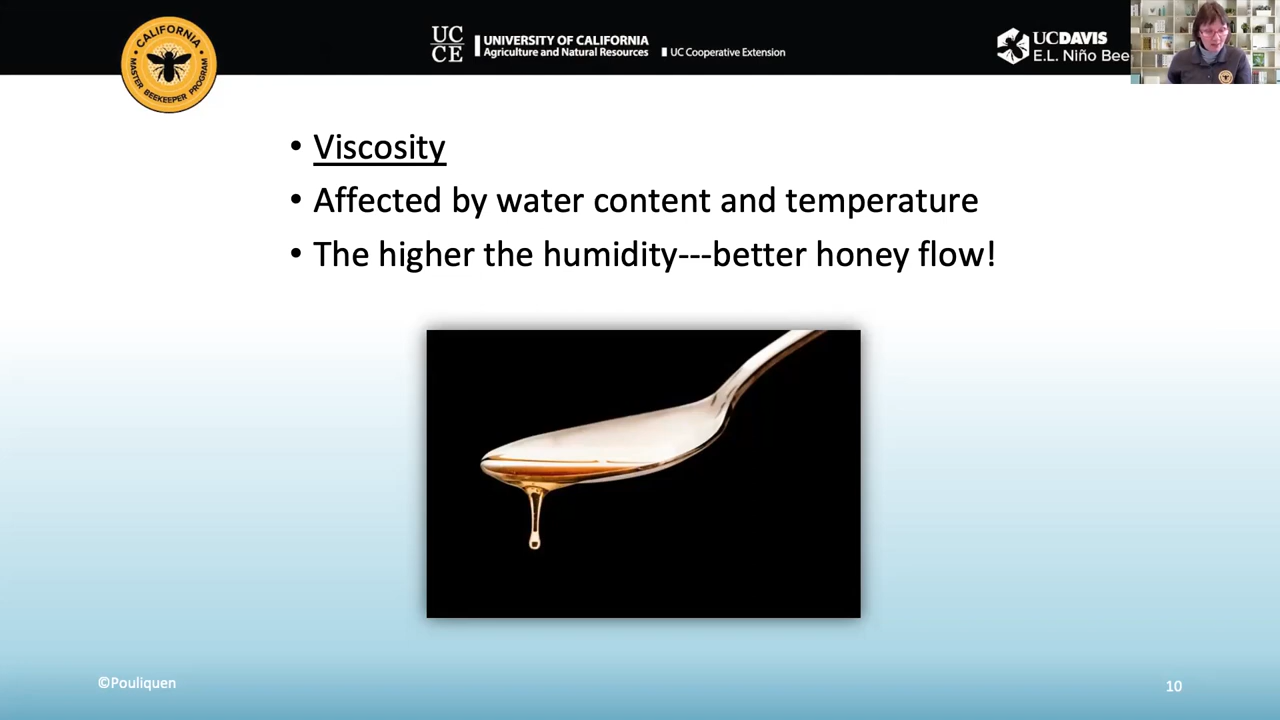 CALIFORNIA
MASTER BEEKEEPER PROGRAM
UC
CE
UNIVERSITY OF CALIFORNIA
Agriculture and Natural Resources
UC Cooperative Extension
UCDAVIS
E.L. Niño Bee
• Viscosity
• Affected by water content and temperature
• The higher the humidity---better honey flow!
©Pouliquen
10